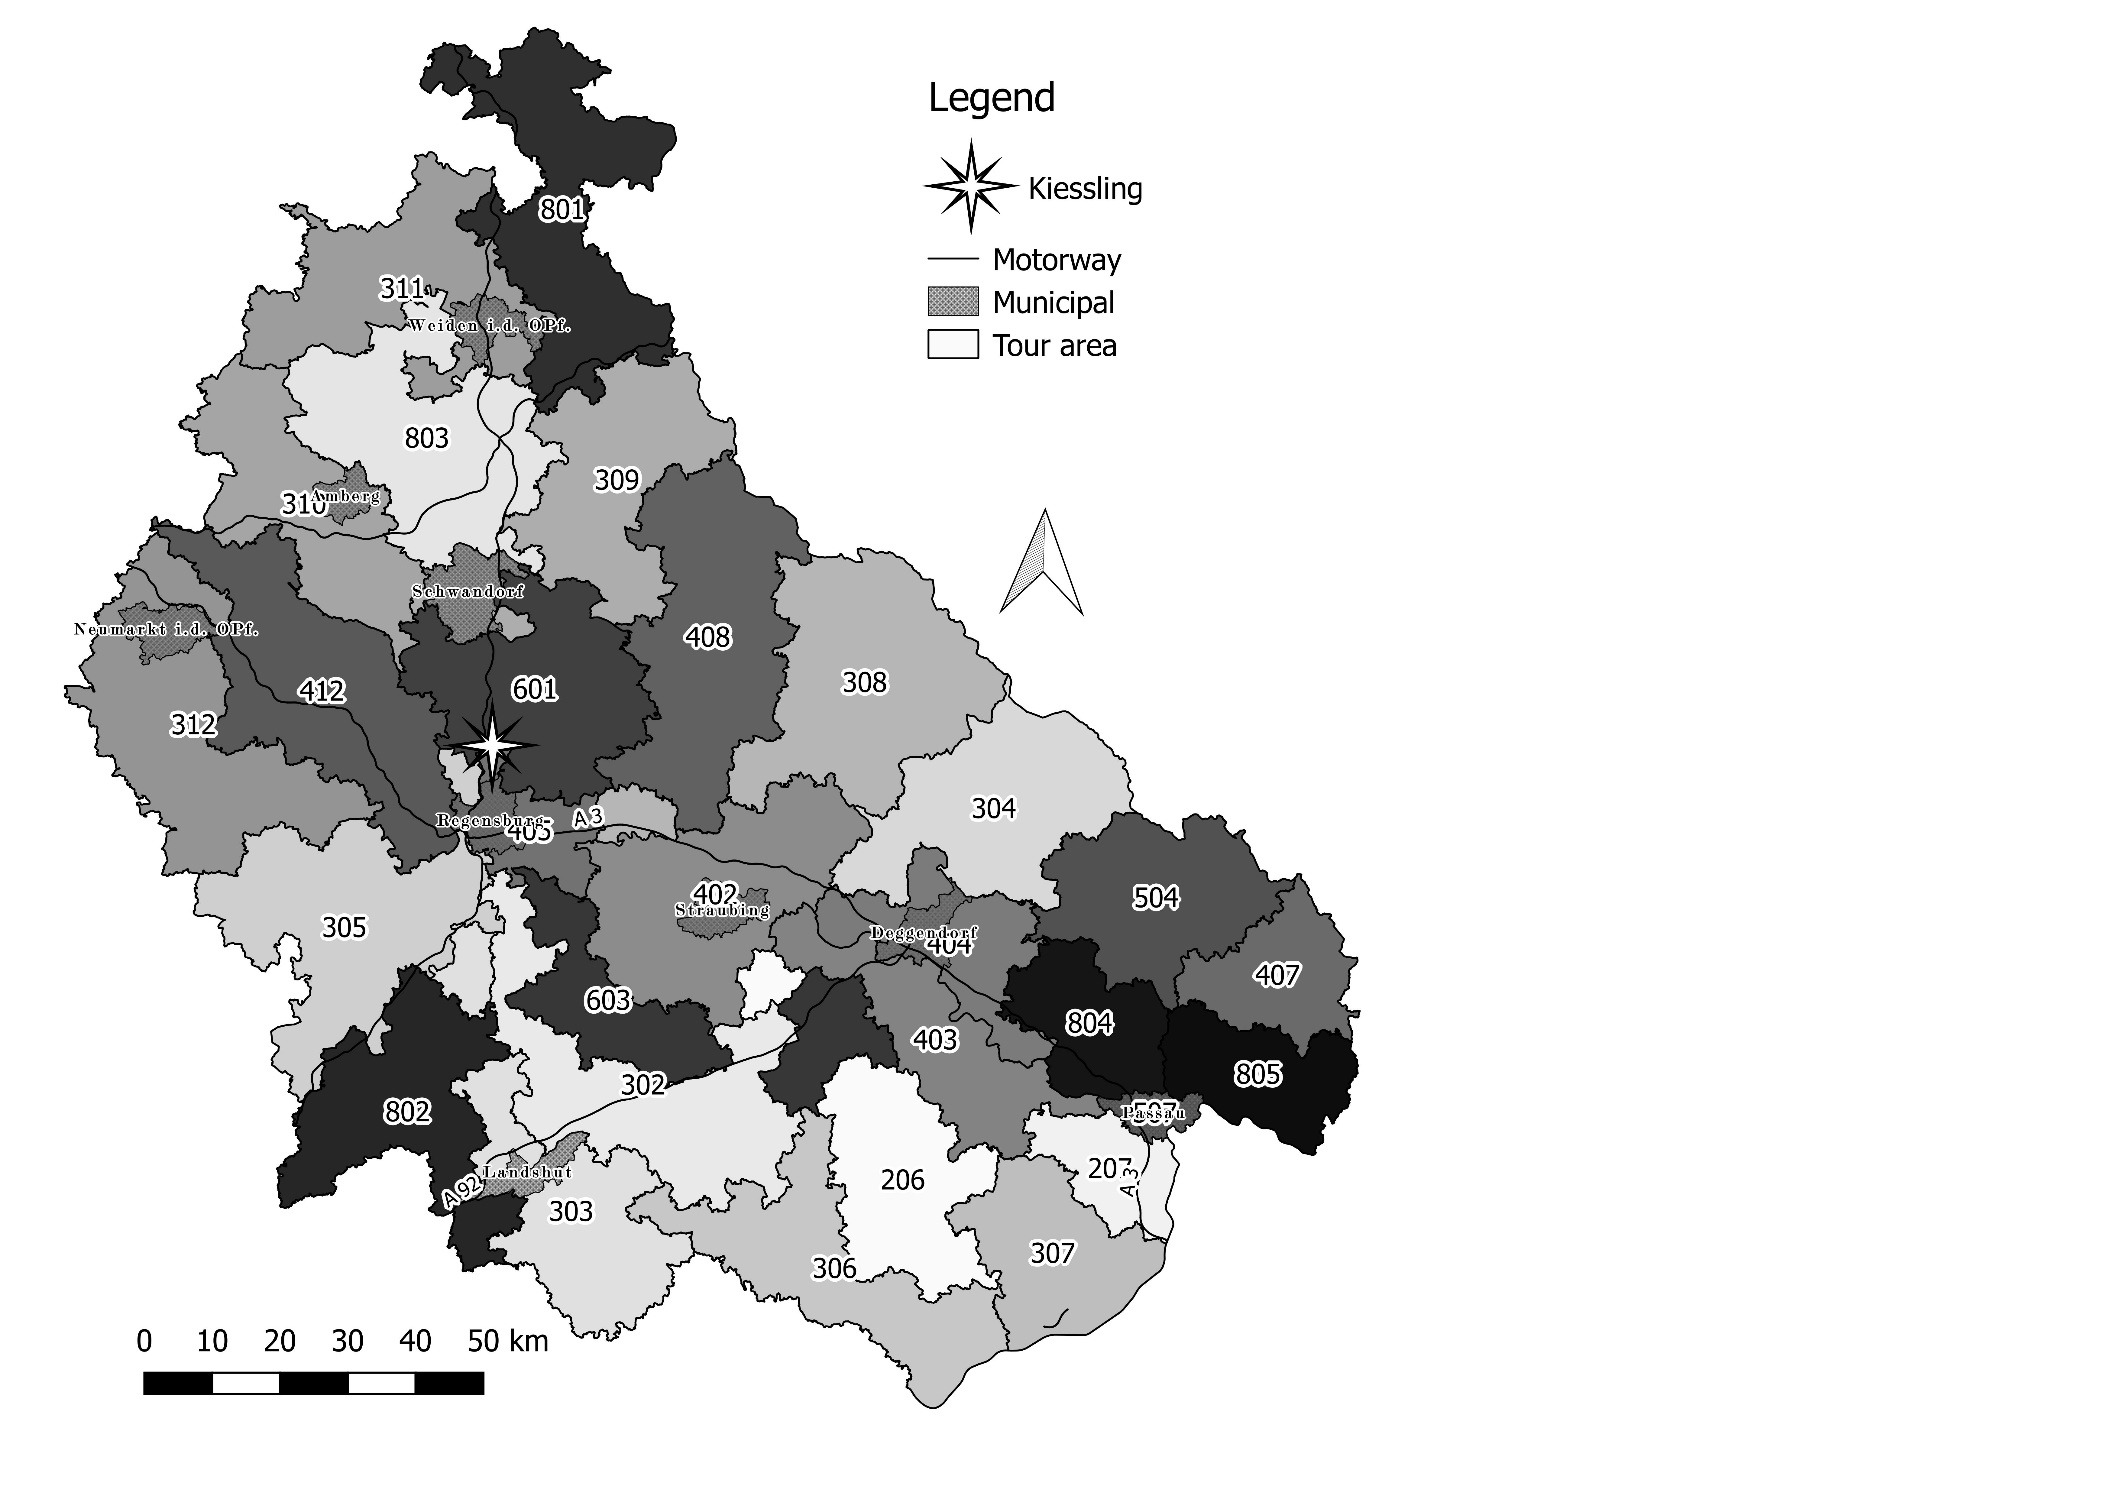 Legend
Kiessling
Motorway
Municipal
Tour area
801
311
Weiden i.d. OPf.
803
309
310
Amberg
Schwandorf
Neumarkt i.d. OPf.
408
412
601
308
312
304
Regensburg
405
A 3
402
Straubing
504
305
Deggendorf
404
407
603
804
403
805
302
802
507
Passau
207
A 3
Landshut
206
A 92
303
307
306
0 10 20 30 40 50 km